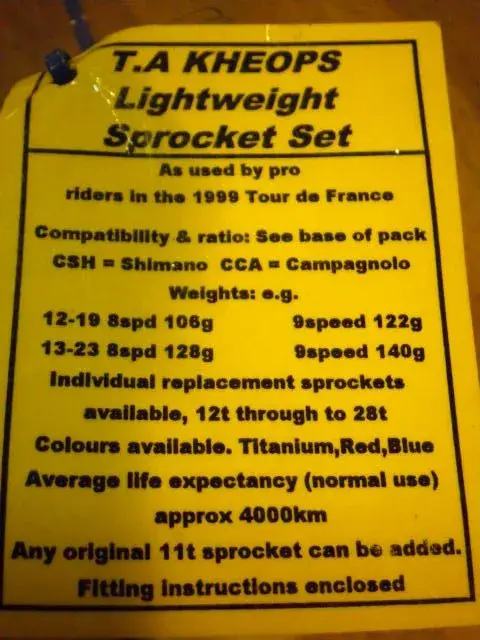 T.A KHEOPS
Lightweight
Sprocket Set
As used by pro
riders in the 1999 Tour de France
Compatibility & ratio: See base of pack
CSH = Shimano CCA = Campagnolo
Weights: e.g.
12-19 8spd 106g 9speed 122g
13-23 8spd 128g 9speed 140g
Individual replacement sprockets
available, 12t through to 28t
Colours available. Titanium,Red,Blue
Average life expectancy (normal use)
approx 4000km
Any original 11t sprocket can be added.
Fitting instructions enclosed